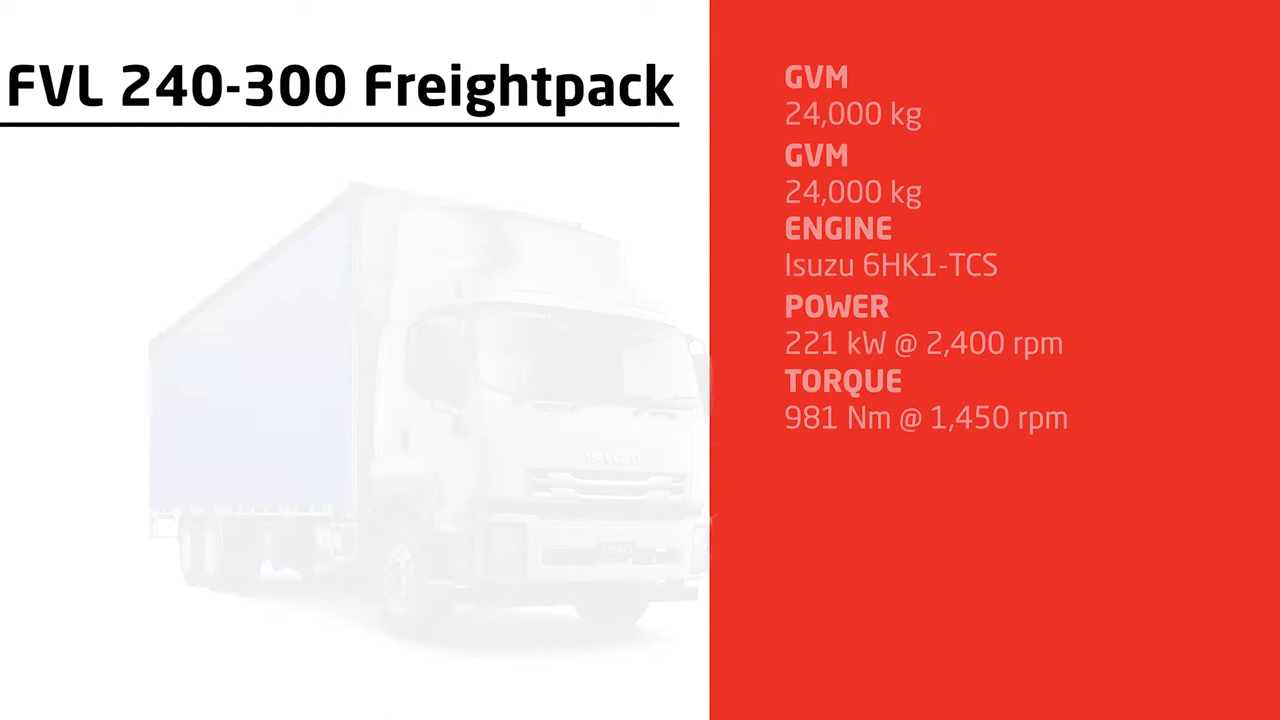 FVL 240-300 Freightpack
GVM
24,000 kg
GVM
24,000 kg
ENGINE
Isuzu 6HK1-TCS
POWER
221 kW @ 2,400 rpm
TORQUE
981 Nm @ 1,450 rpm
ISUZU